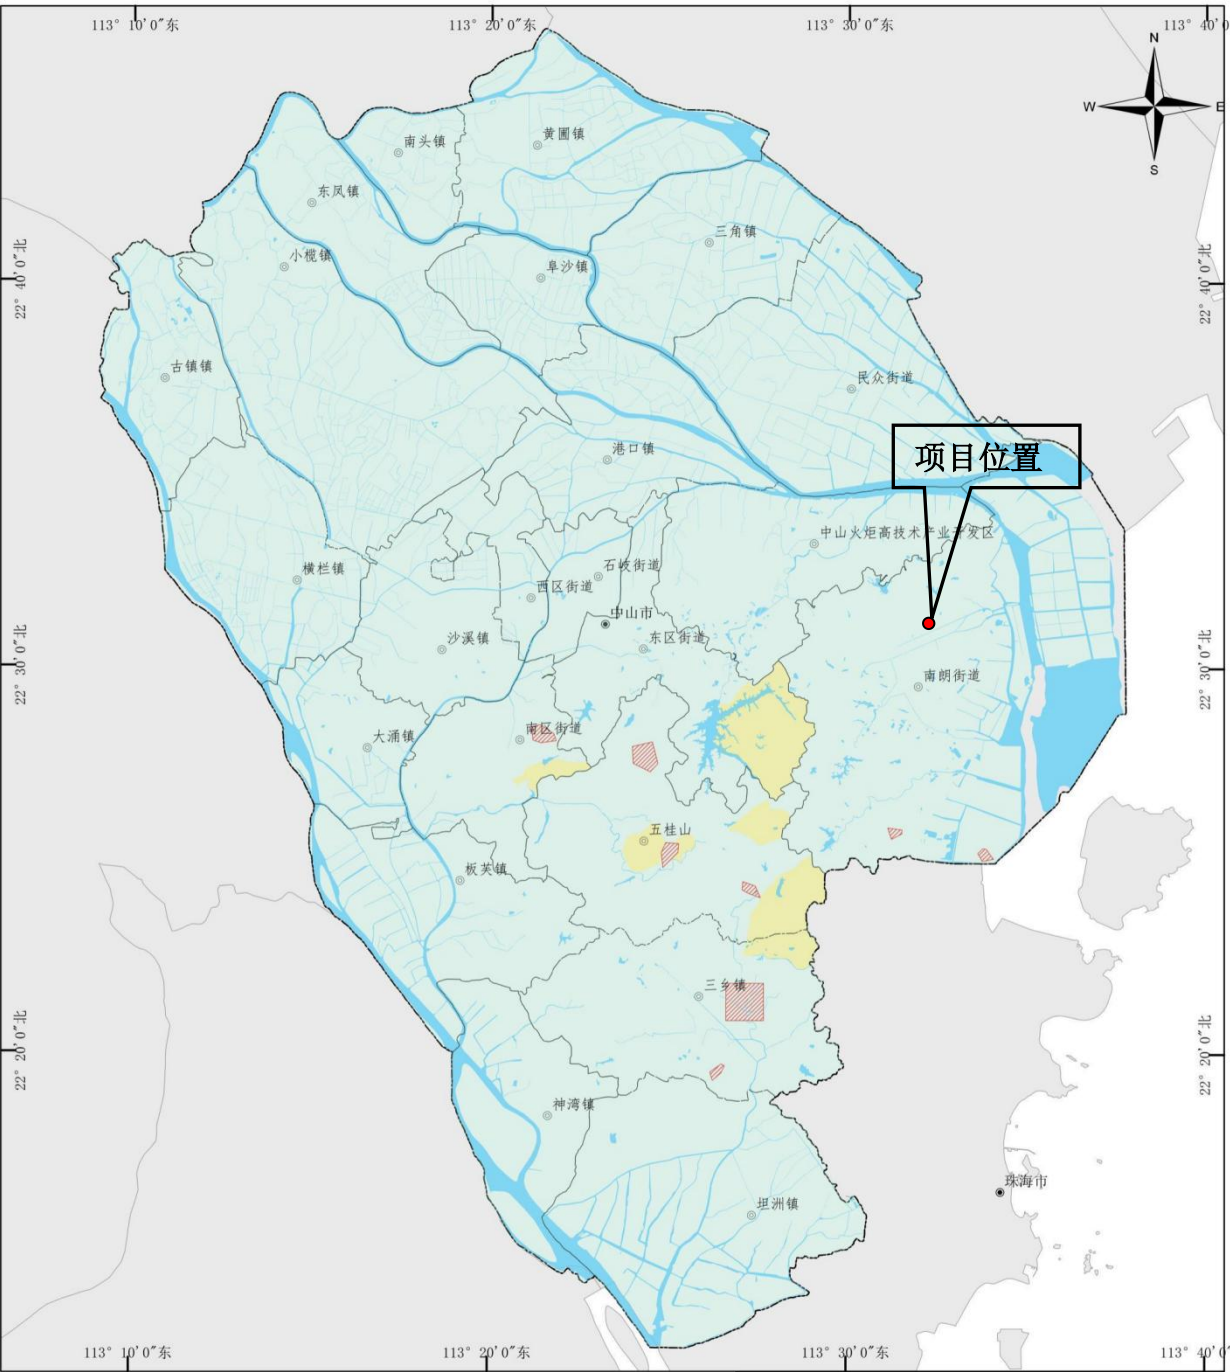 113° 10′0″东
113° 20′0″东
113° 30′0″东
113° 40′0
N
W
E
S
南头镇
黄圃镇
东凤镇
三角镇
小榄镇
阜沙镇
22° 40′0″北
22° 40′0″北
古镇镇
民众街道
项目位置
港口镇
中山火炬高技术产业开发区
横栏镇
西区街道
石岐街道
中山市
沙溪镇
东区街道
22° 30′0″北
22° 30′0″北
南朗街道
大涌镇
南区街道
五桂山
板芙镇
三乡镇
22° 20′0″北
22° 20′0″北
神湾镇
坦洲镇
珠海市
113° 10′0″东
113° 20′0″东
113° 30′0″东
113° 40′0